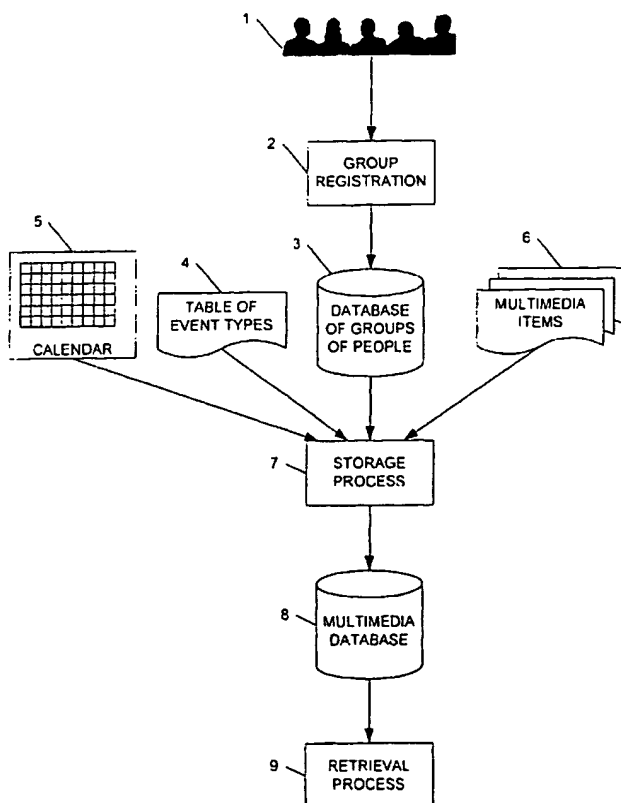 1
2
GROUP
REGISTRATION
5
4
3
6
CALENDAR
TABLE OF
EVENT TYPES
DATABASE
OF GROUPS
OF PEOPLE
MULTIMEDIA
ITEMS
7
STORAGE
PROCESS
8
MULTIMEDIA
DATABASE
9
RETRIEVAL
PROCESS